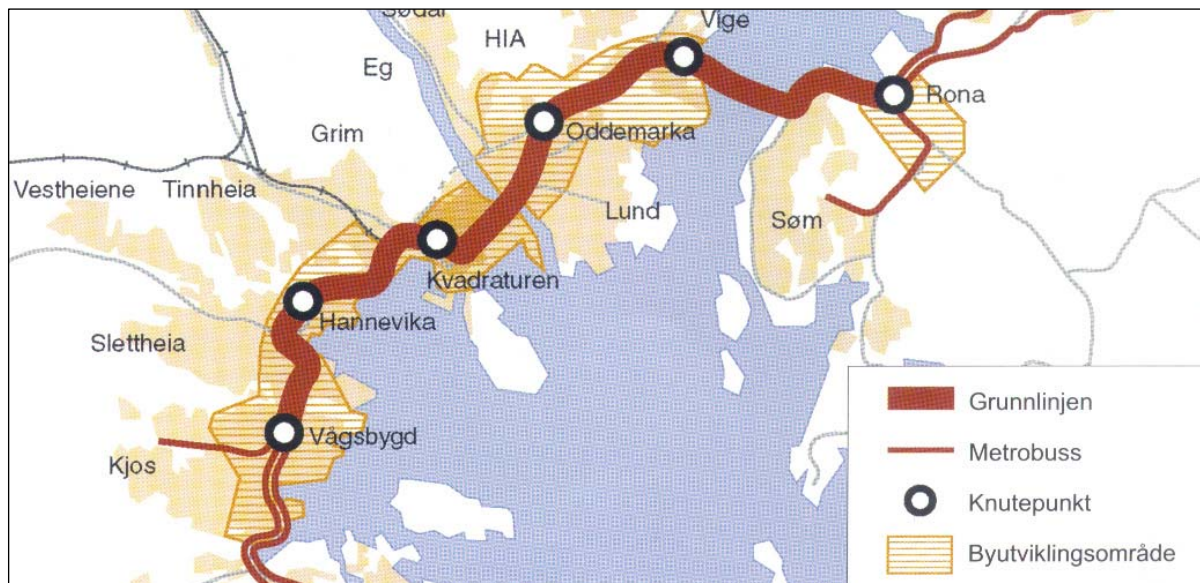 Sødal
Vige
HIA
Eg
Rona
Grim
Oddemarka
Vestheiene
Tinnheia
Lund
Søm
Kvadraturen
Hannevika
Slettheia
Vågsbygd
Kjos
Grunnlinjen
Metrobuss
Knutepunkt
Byutviklingsområde